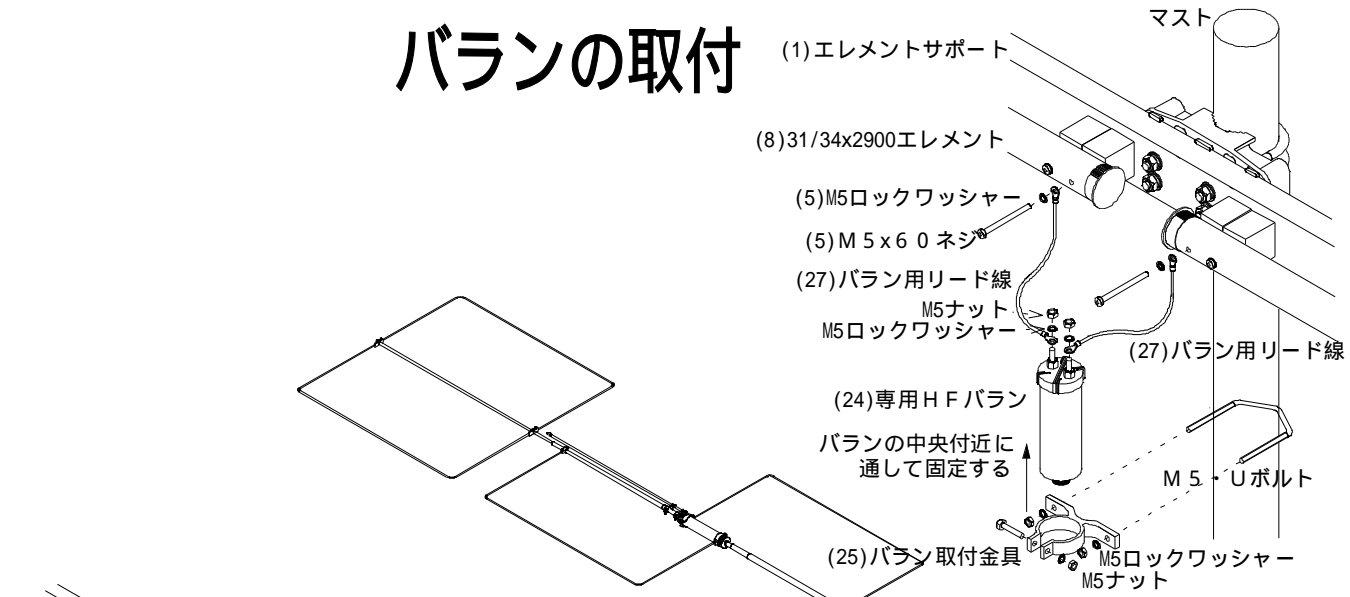 バランの取付
マスト
(1)エレメントサポート
(8)31/34x2900エレメント
(5)M5ロックワッシャー
(5)M5x60ネジ
(27)バラン用リード線
M5ナット
M5ロックワッシャー
(27)バラン用リード線
(24)専用HFバラン
バランの中央付近に
通して固定する
M5・Uボルト
(25)バラン取付金具
M5ロックワッシャー
M5ナット